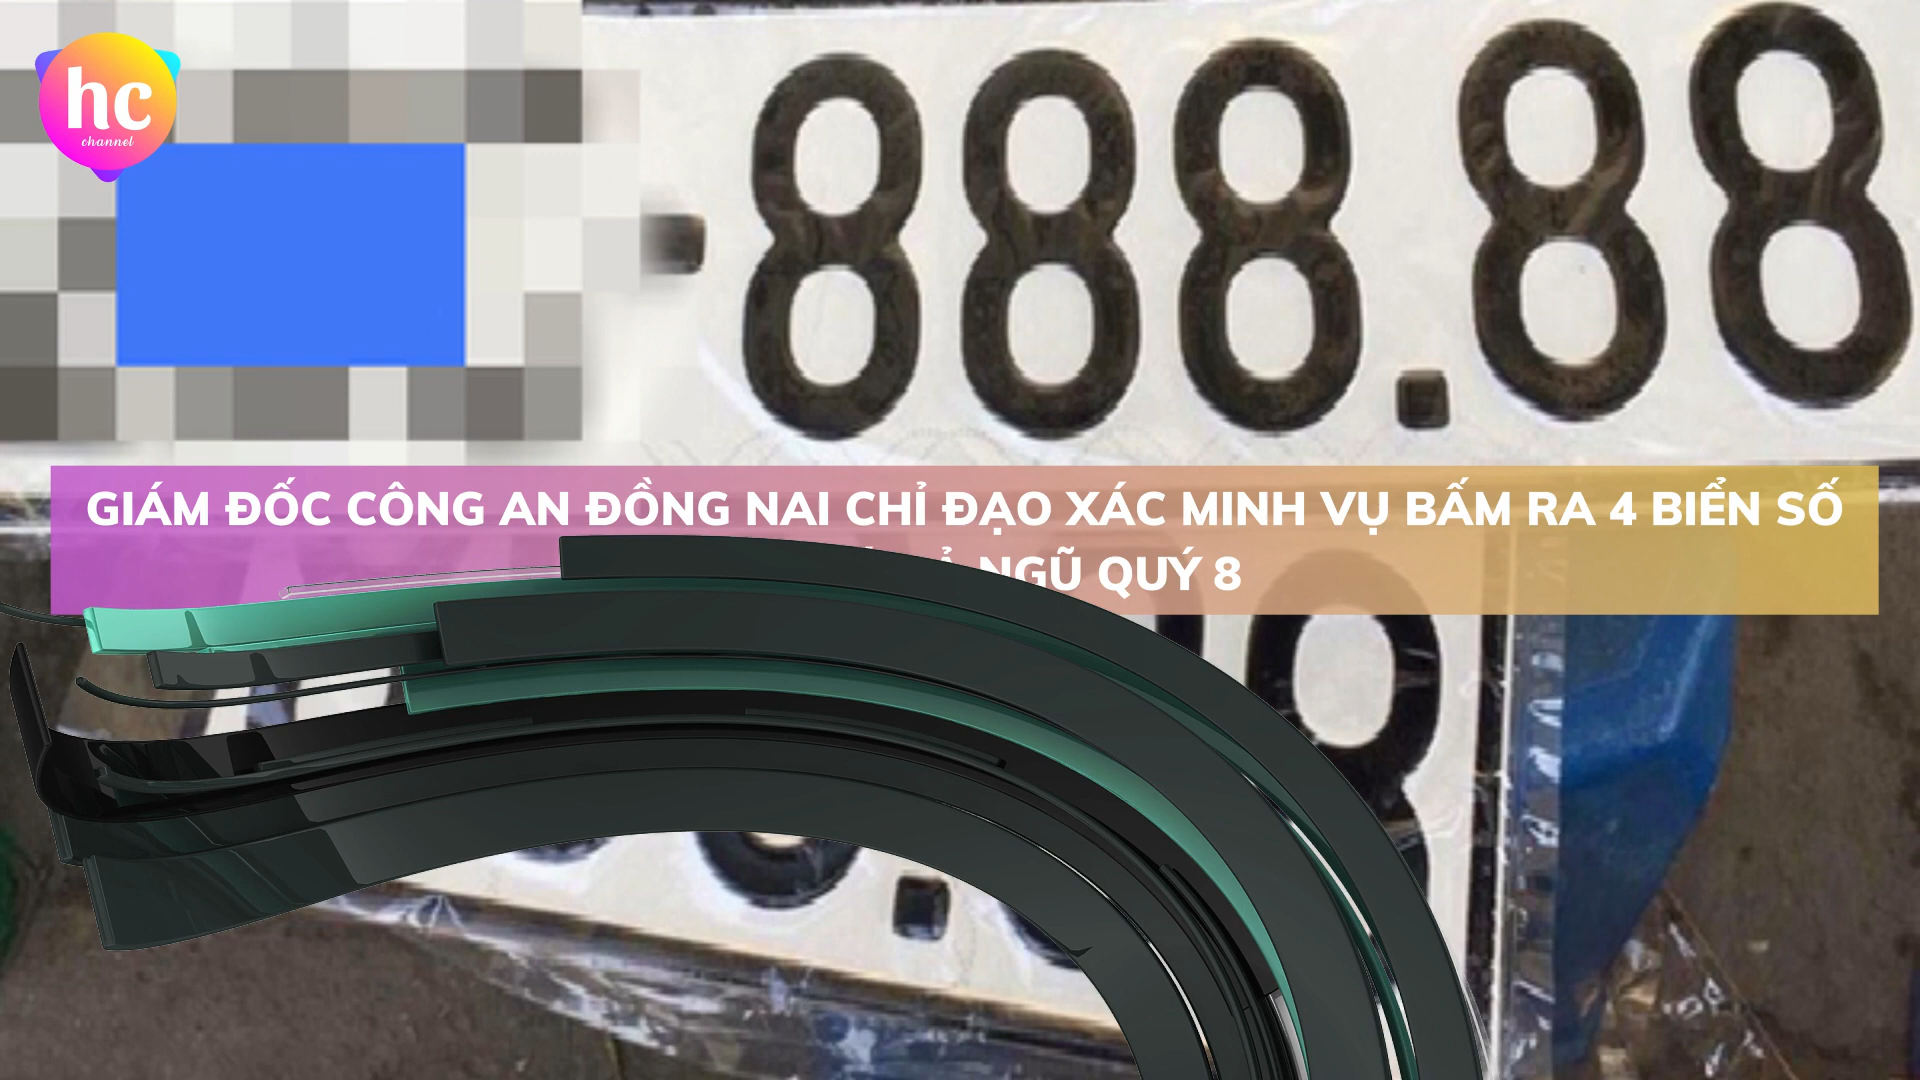 hc
channel
888.88
GIÁM ĐỐC CÔNG AN ĐỒNG NAI CHỈ ĐẠO XÁC MINH VỤ BẤM RA 4 BIỂN SỐ
NGŨ QUÝ 8